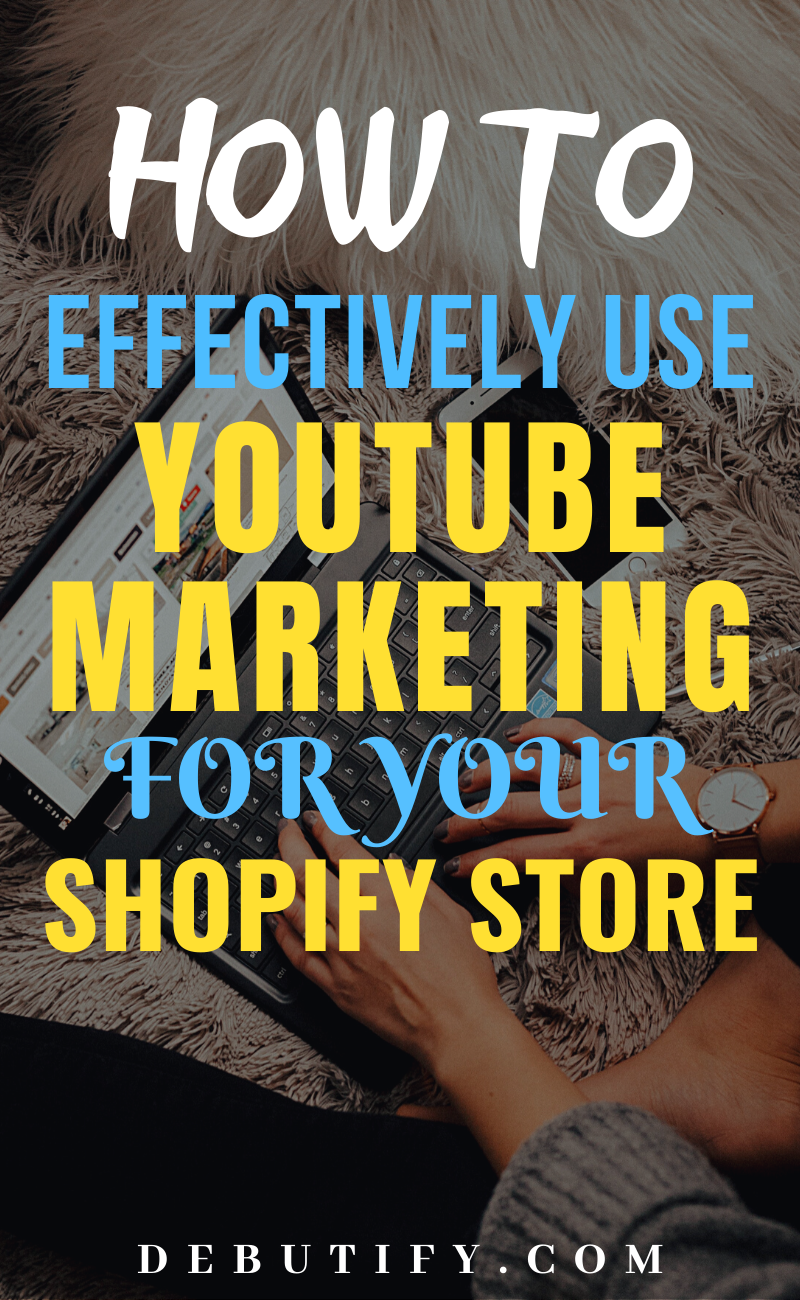 HOW TO
EFFECTIVELY USE
YOUTUBE
MARKETING
FOR YOUR
SHOPIFY STORE
DEBUTIFY.COM